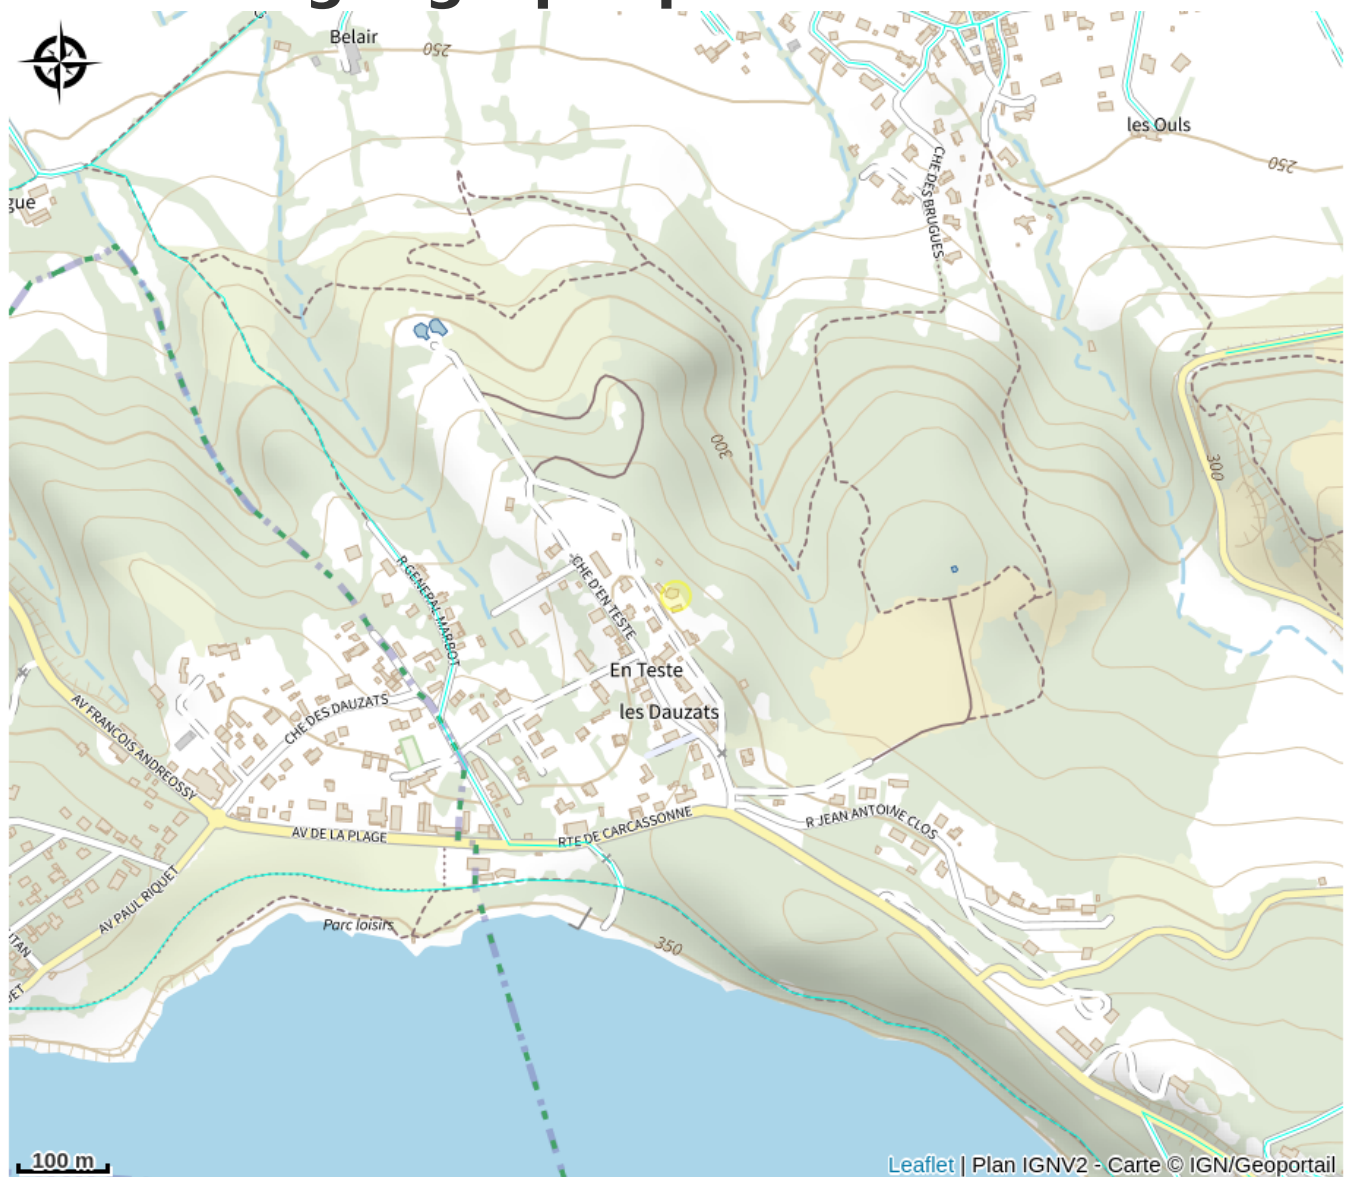 Belair
250
les Ouls
250
gue
CHE DES BRUGUES
300
300
R GENERAL MARBOT
CHE D'EN TESTE
En Teste
les Dauzats
CHE DES DAUZATS
AV FRANCOIS ANDREOSSY
AV DE LA PLAGE
RTE DE CARCASSONNE
R JEAN ANTOINE CLOS
AV PAUL RIQUET
Parc loisirs
350
100 m
Leaflet | Plan IGNV2 - Carte © IGN/Geoportail